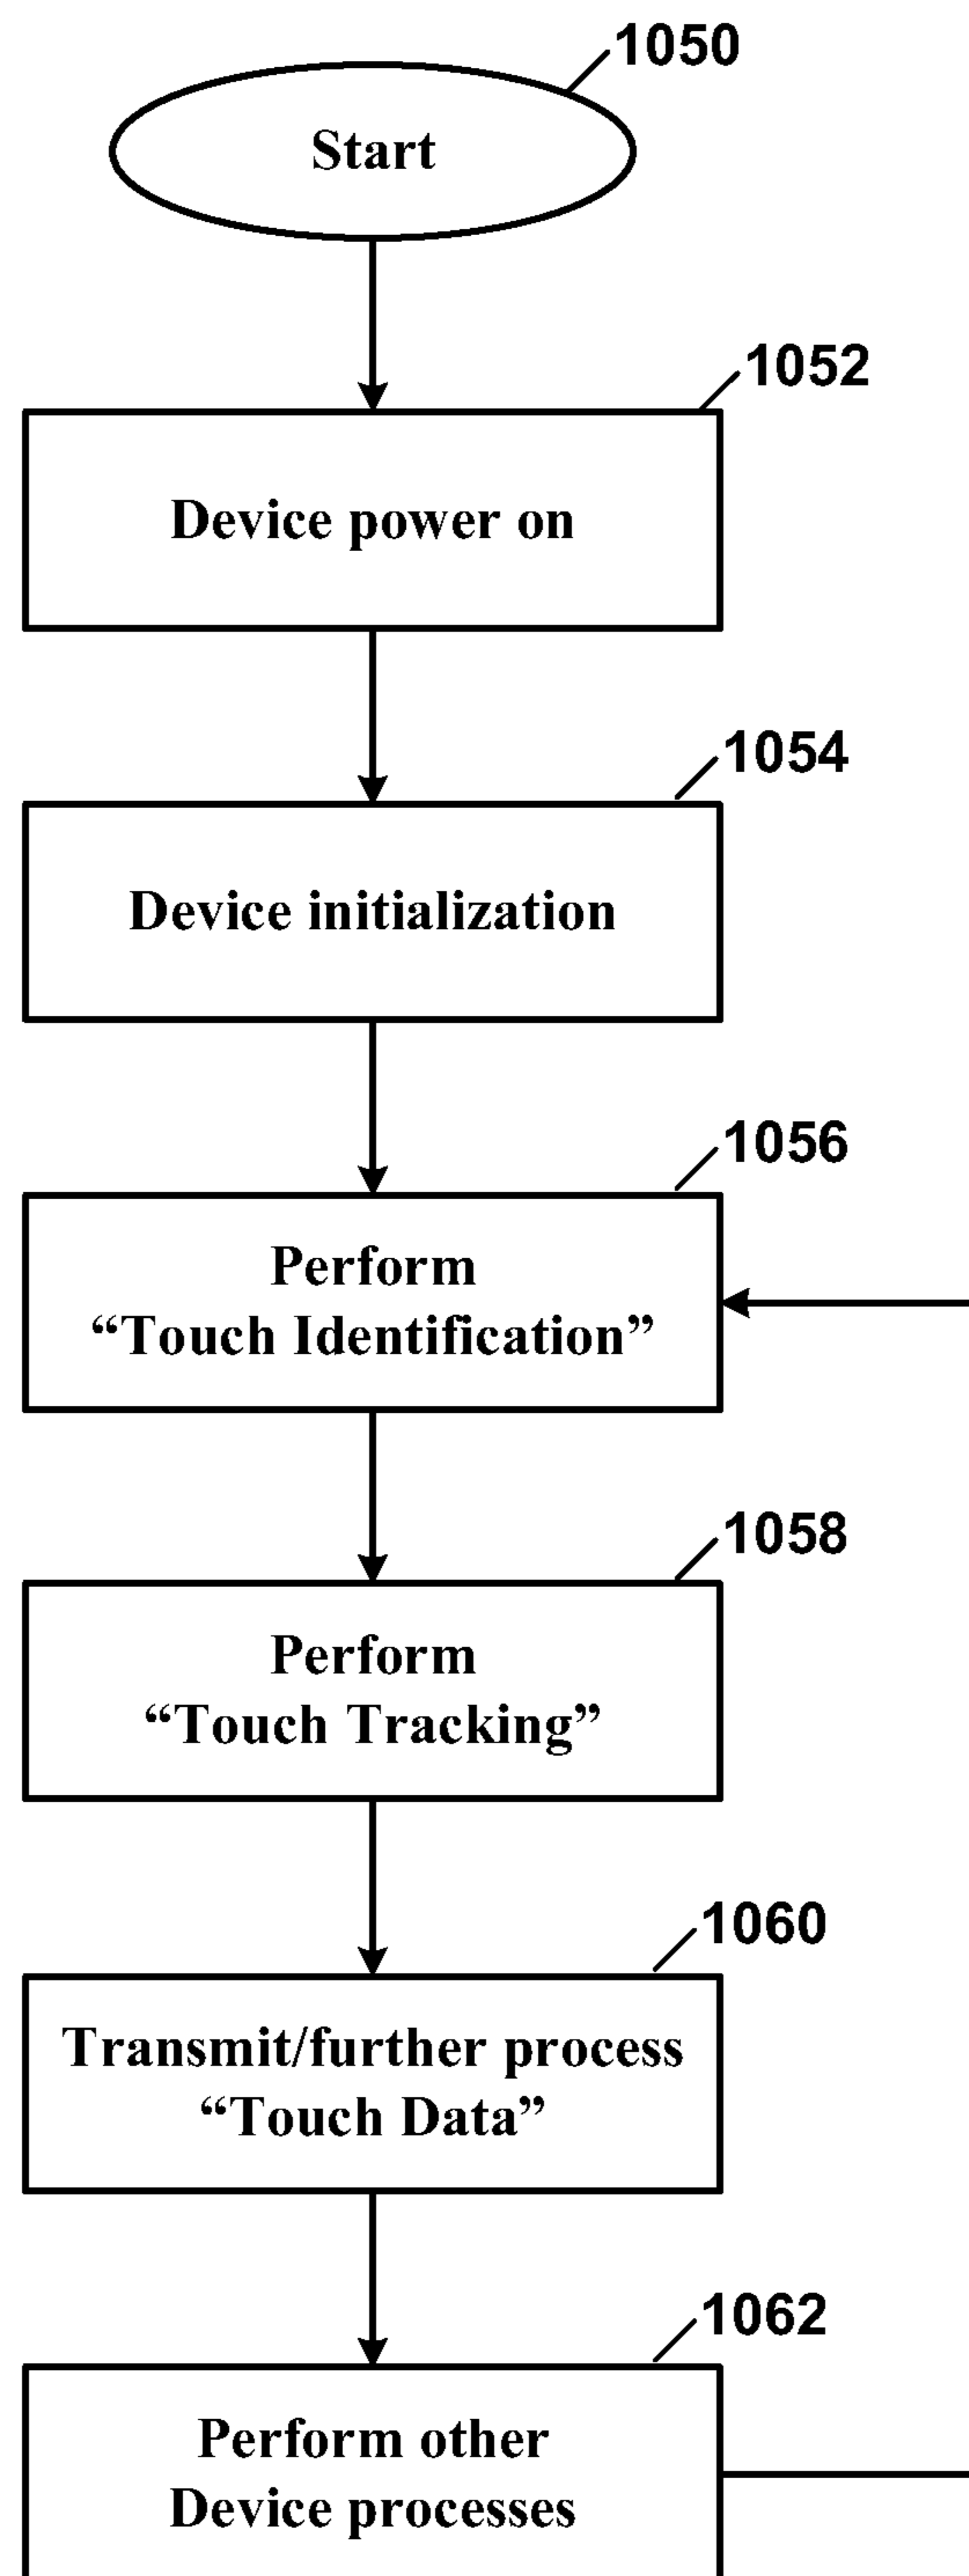 1050
Start
1052
Device power on
1054
Device initialization
1056
Perform
“Touch Identification”
1058
Perform
“Touch Tracking”
1060
Transmit/further process
“Touch Data”
1062
Perform other
Device processes